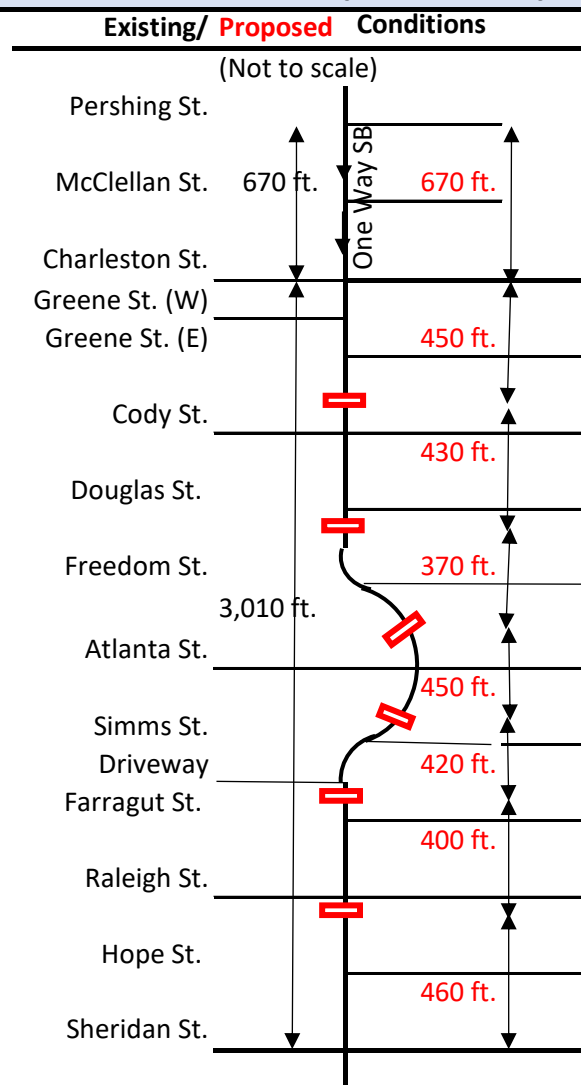 Existing/ Proposed Conditions
(Not to scale)
Pershing St.
One Way SB
McClellan St. 670 ft. 670 ft.
Charleston St.
Greene St. (W)
Greene St. (E) 450 ft.
Cody St.
430 ft.
Douglas St.
Freedom St. 370 ft.
3,010 ft.
Atlanta St.
450 ft.
Simms St.
Driveway 420 ft.
Farragut St.
400 ft.
Raleigh St.
Hope St.
460 ft.
Sheridan St.